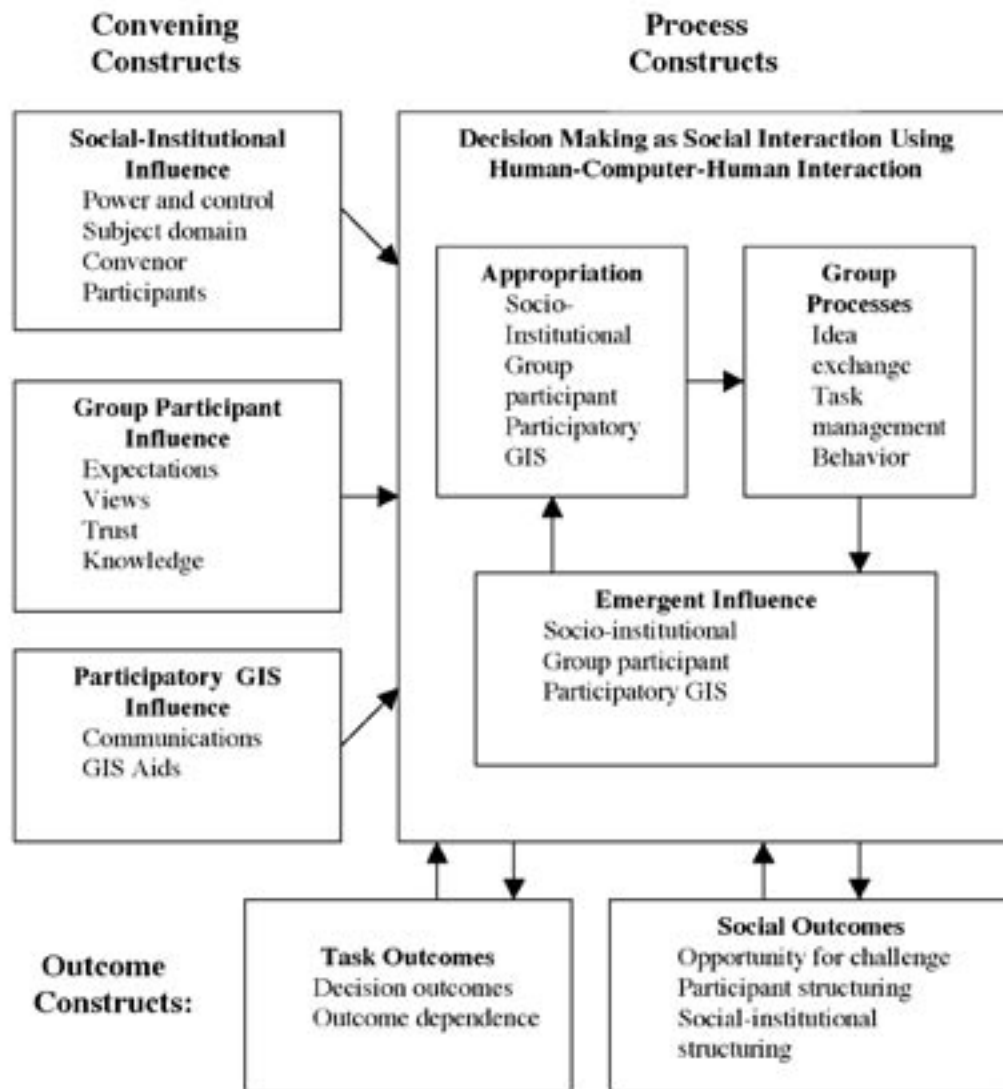 Convening
Constructs
Process
Constructs
Social-Institutional
Influence
Power and control
Subject domain
Convenor
Participants
Group Participant
Influence
Expectations
Views
Trust
Knowledge
Participatory GIS
Influence
Communications
GIS Aids
Decision Making as Social Interaction Using
Human-Computer-Human Interaction
Appropriation
Socio-
Institutional
Group
participant
Participatory
GIS
Group
Processes
Idea
exchange
Task
management
Behavior
Emergent Influence
Socio-institutional
Group participant
Participatory GIS
Outcome
Constructs:
Task Outcomes
Decision outcomes
Outcome dependence
Social Outcomes
Opportunity for challenge
Participant structuring
Social-institutional
structuring